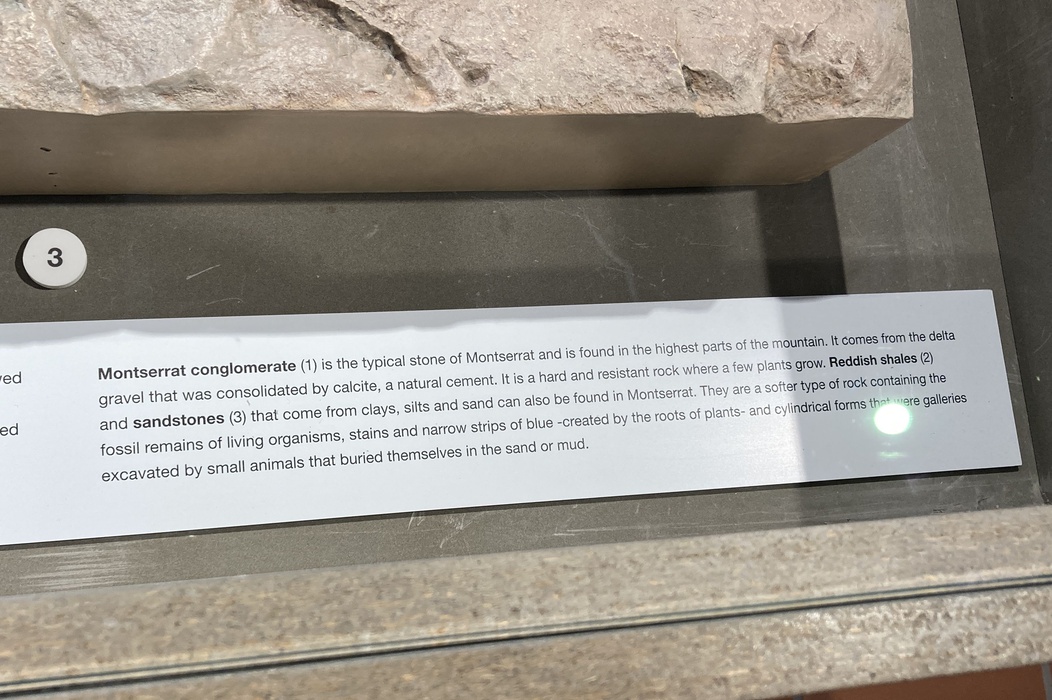 3
ved
ed
Montserrat conglomerate (1) is the typical stone of Montserrat and is found in the highest parts of the mountain. It comes from the delta
gravel that was consolidated by calcite, a natural cement. It is a hard and resistant rock where a few plants grow. Reddish shales (2)
and sandstones (3) that come from clays, silts and sand can also be found in Montserrat. They are a softer type of rock containing the
fossil remains of living organisms, stains and narrow strips of blue -created by the roots of plants- and cylindrical forms that were galleries
excavated by small animals that buried themselves in the sand or mud.